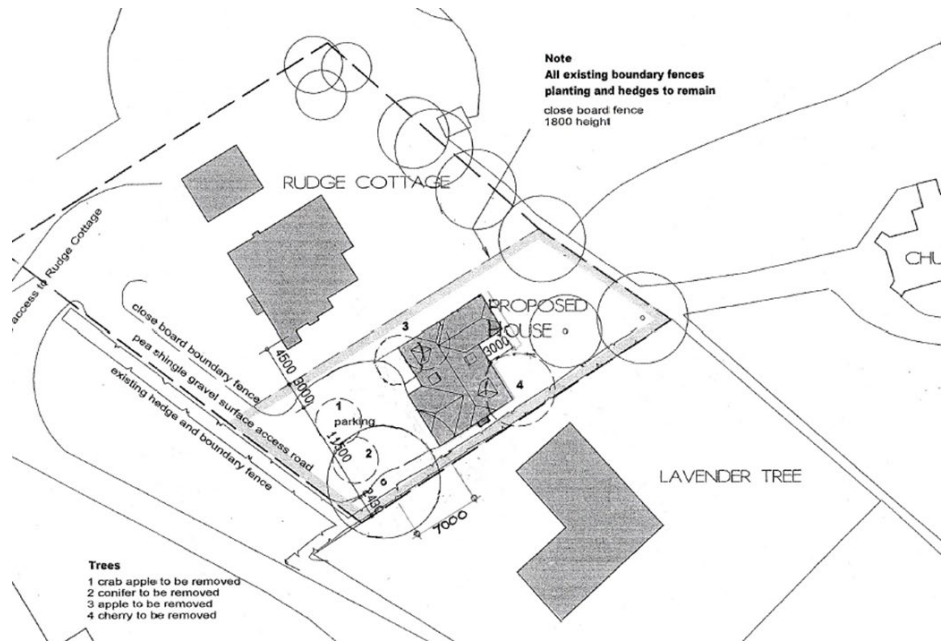 Note
All existing boundary fences
planting and hedges to remain
close board fence
1800 height
RUDGE COTTAGE
access to Rudge Cottage
close board boundary fence
pea shingle gravel surface access road
existing hedge and boundary fence
PROPOSED
HOUSE
CHU
3
4500
3000
3000
4
1
parking
11500
2
7000
LAVENDER TREE
Trees
1 crab apple to be removed
2 conifer to be removed
3 apple to be removed
4 cherry to be removed